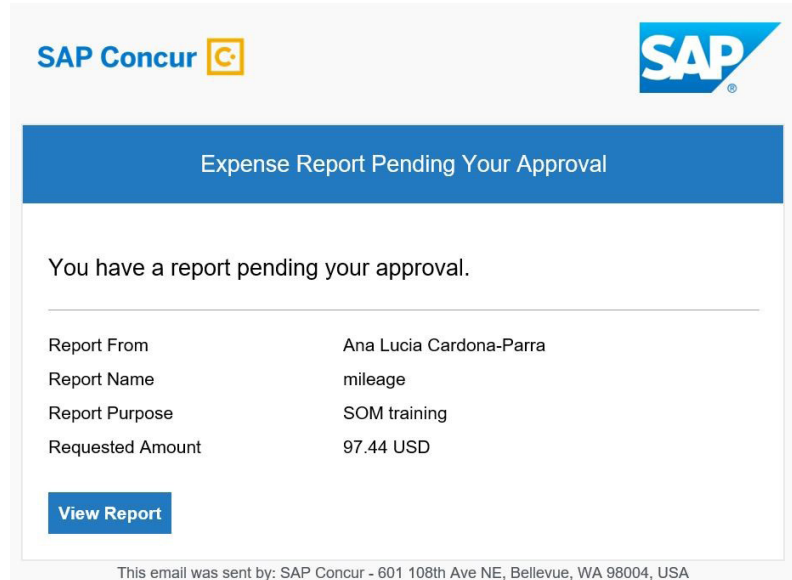 SAP Concur C.
SAP®
Expense Report Pending Your Approval
You have a report pending your approval.
Report From Ana Lucia Cardona-Parra
Report Name mileage
Report Purpose SOM training
Requested Amount 97.44 USD
View Report
This email was sent by: SAP Concur - 601 108th Ave NE, Bellevue, WA 98004, USA